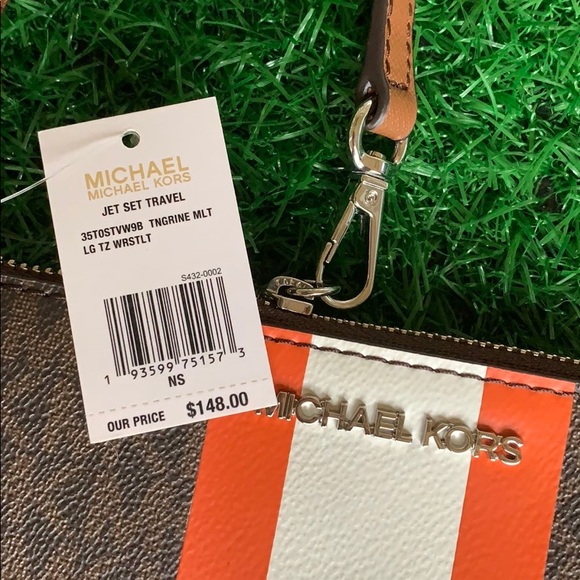 MICHAEL
MICHAEL KORS
JET SET TRAVEL
35T0STVW9B TNGRINE MLT
LG TZ WRSTLT
S432-0002
1 93599 75157 3
NS
OUR PRICE $148.00
MICHAEL KORS